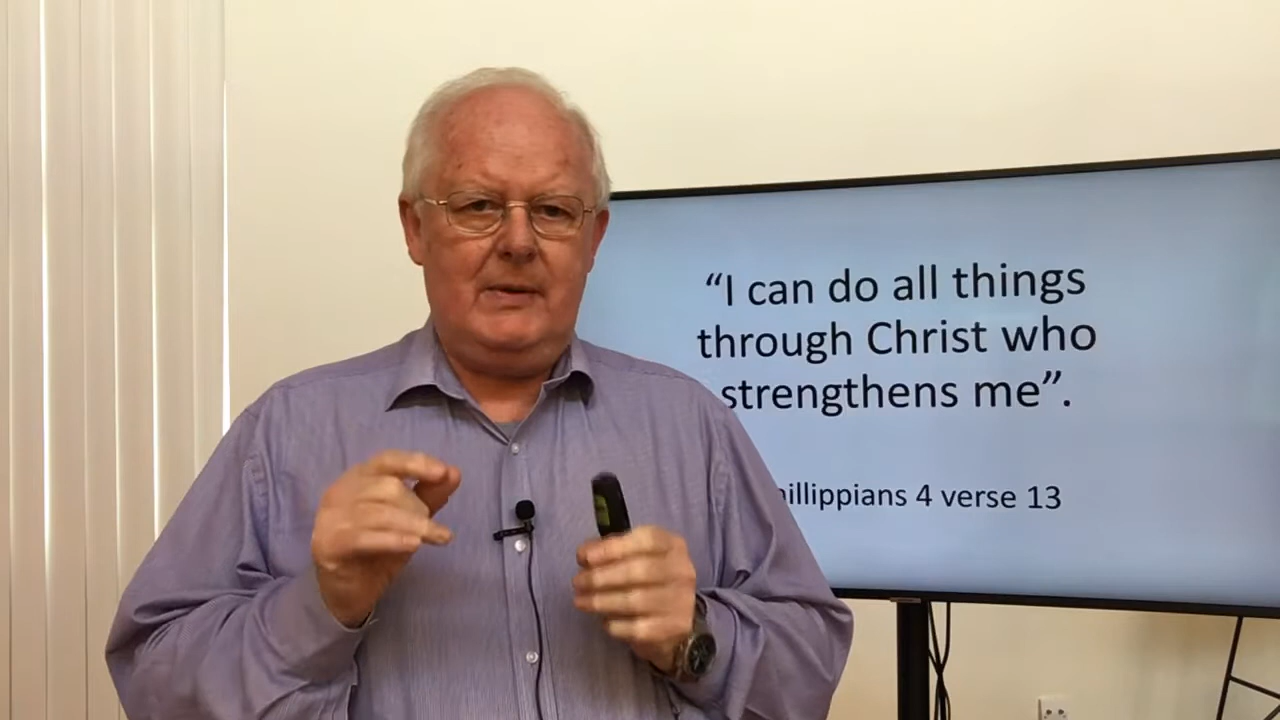 “I can do all things
through Christ who
strengthens me”.
hillippians 4 verse 13